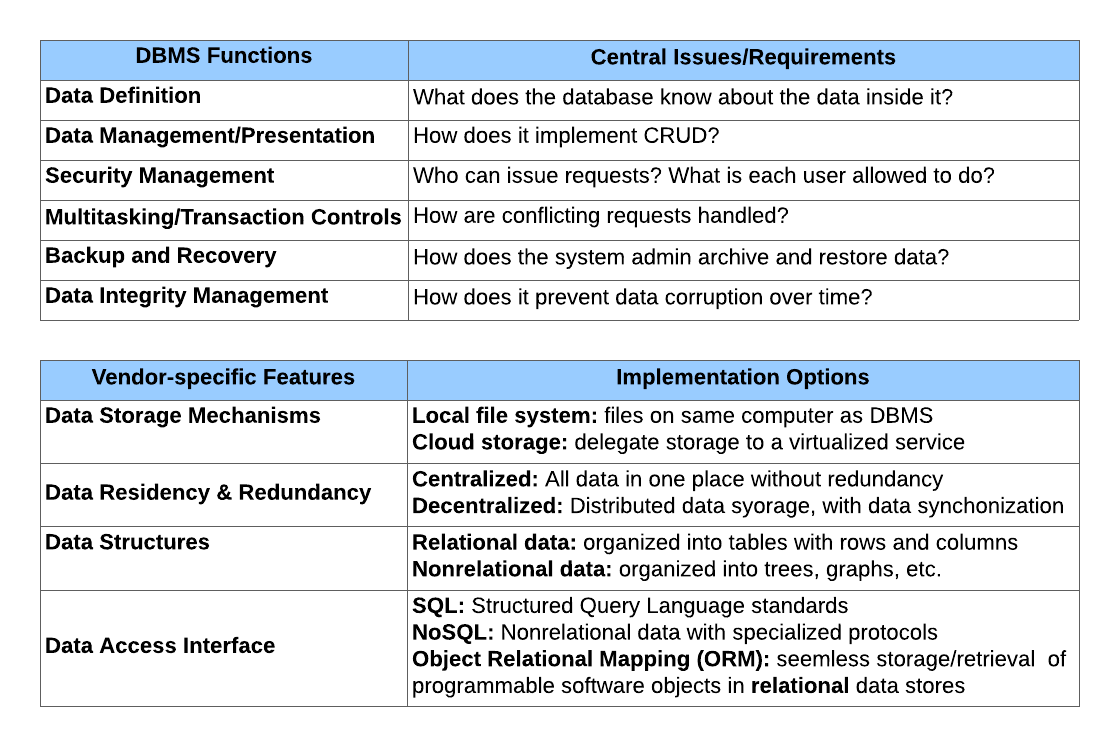 DBMS Functions
Central Issues/Requirements
Data Definition
What does the database know about the data inside it?
Data Management/Presentation
How does it implement CRUD?
Security Management
Who can issue requests? What is each user allowed to do?
Multitasking/Transaction Controls
How are conflicting requests handled?
Backup and Recovery
How does the system admin archive and restore data?
Data Integrity Management
How does it prevent data corruption over time?
Vendor-specific Features
Implementation Options
Data Storage Mechanisms
Local file system: files on same computer as DBMS
Cloud storage: delegate storage to a virtualized service
Data Residency & Redundancy
Centralized: All data in one place without redundancy
Decentralized: Distributed data syorage, with data synchonization
Data Structures
Relational data: organized into tables with rows and columns
Nonrelational data: organized into trees, graphs, etc.
Data Access Interface
SQL: Structured Query Language standards
NoSQL: Nonrelational data with specialized protocols
Object Relational Mapping (ORM): seemless storage/retrieval of
programmable software objects in relational data stores